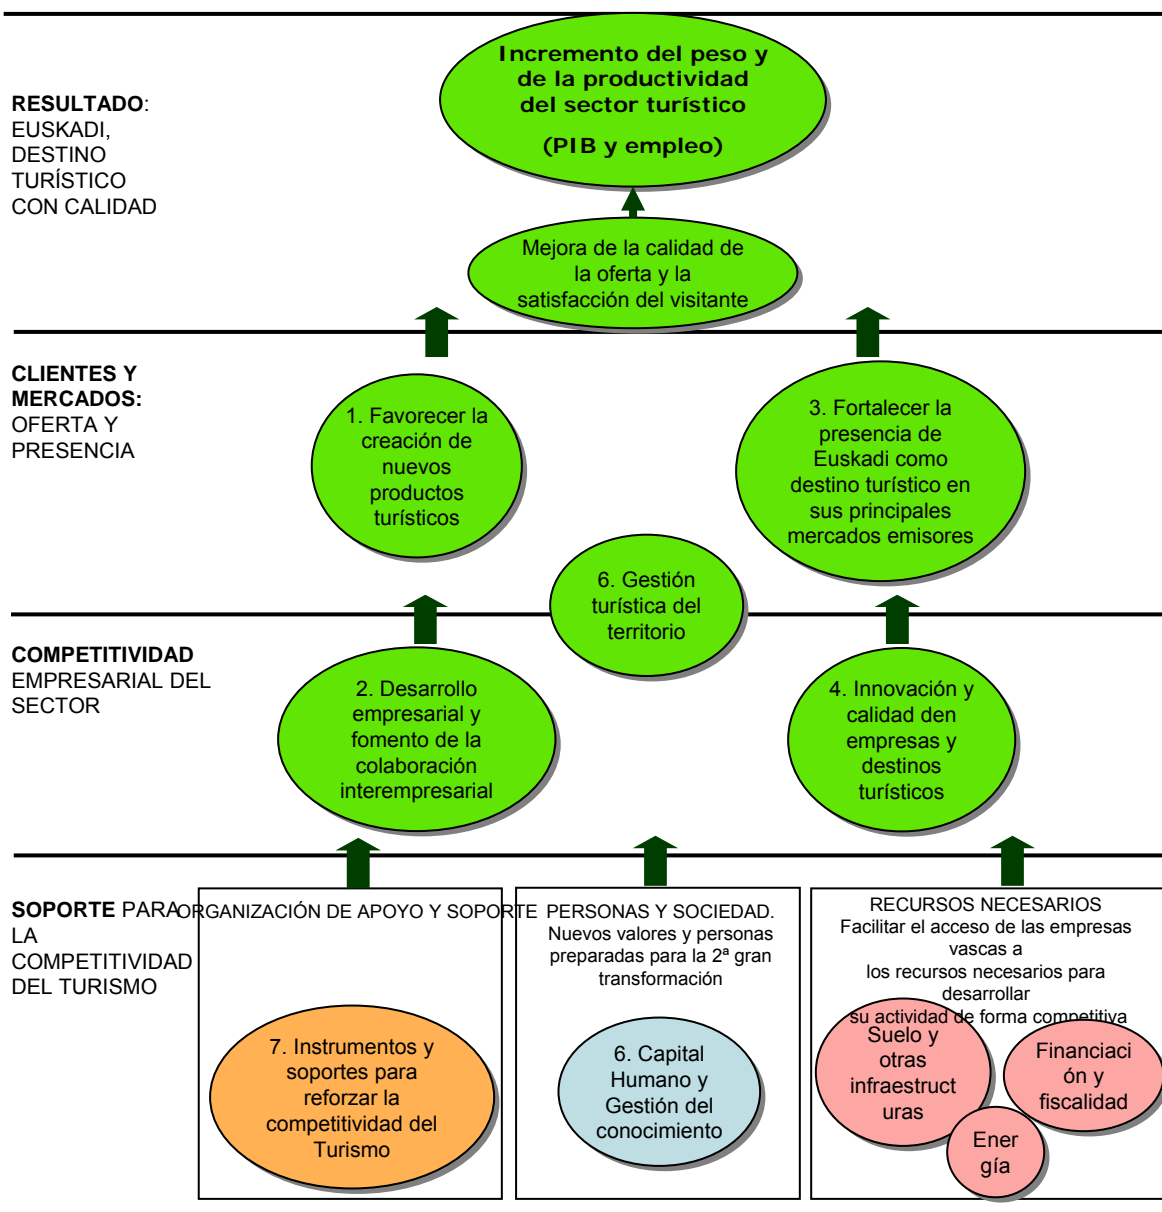 Incremento del peso y
de la productividad
del sector turístico
(PIB y empleo)
RESULTADO:
EUSKADI,
DESTINO
TURÍSTICO
CON CALIDAD
Mejora de la calidad de
la oferta y la
satisfacción del visitante
CLIENTES Y
MERCADOS:
OFERTA Y
PRESENCIA
1. Favorecer la
creación de
nuevos
productos
turísticos
3. Fortalecer la
presencia de
Euskadi como
destino turístico en
sus principales
mercados emisores
6. Gestión
turística del
territorio
COMPETITIVIDAD
EMPRESARIAL DEL
SECTOR
2. Desarrollo
empresarial y
fomento de la
colaboración
interempresarial
4. Innovación y
calidad den
empresas y
destinos
turísticos
SOPORTE PARA
LA
COMPETITIVIDAD
DEL TURISMO
ORGANIZACIÓN DE APOYO Y SOPORTE
7. Instrumentos y
soportes para
reforzar la
competitividad del
Turismo
PERSONAS Y SOCIEDAD.
Nuevos valores y personas
preparadas para la 2ª gran
transformación
6. Capital
Humano y
Gestión del
conocimiento
RECURSOS NECESARIOS
Facilitar el acceso de las empresas
vascas a
los recursos necesarios para
desarrollar
su actividad de forma competitiva
Suelo y
otras
infraestruct
uras
Financiaci
ón y
fiscalidad
Ener
gía